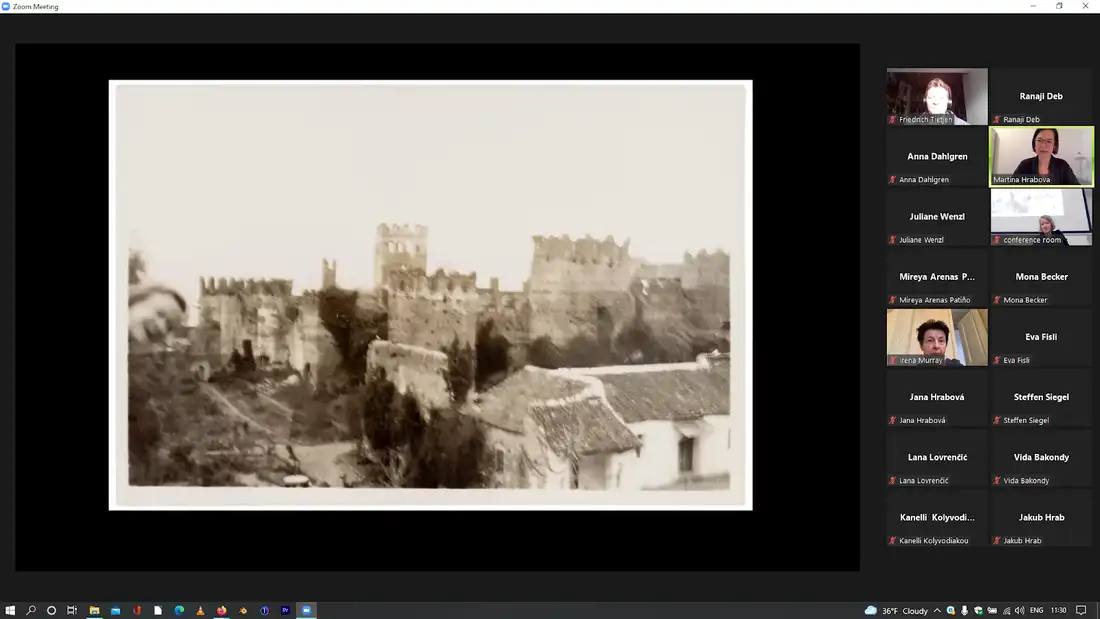 Zoom Meeting
Friedrich Tietjen
Ranaji Deb
Ranaji Deb
Anna Dahlgren
Anna Dahlgren
Martina Hrabova
Juliane Wenzl
Juliane Wenzl
conference room
Mireya Arenas P...
Mireya Arenas Patiño
Mona Becker
Mona Becker
Irena Murray
Eva Fisli
Eva Fisli
Jana Hrabová
Jana Hrabová
Steffen Siegel
Steffen Siegel
Lana Lovrenčić
Lana Lovrenčić
Vida Bakondy
Vida Bakondy
Kanelli Kolyvodi...
Kanelli Kolyvodiakou
Jakub Hrab
Jakub Hrab
Pr
36°F Cloudy
ENG
11:30